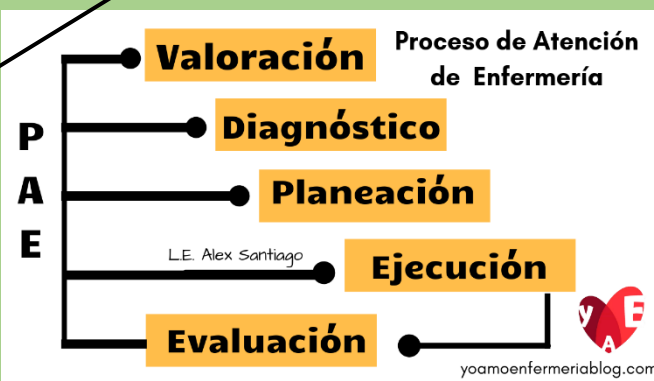 Valoración
Proceso de Atención
de Enfermería
Diagnóstico
P
A
E
Planeación
L.E. Alex Santiago
Ejecución
Evaluación
y E
A
yoamoenfermeriablog.com